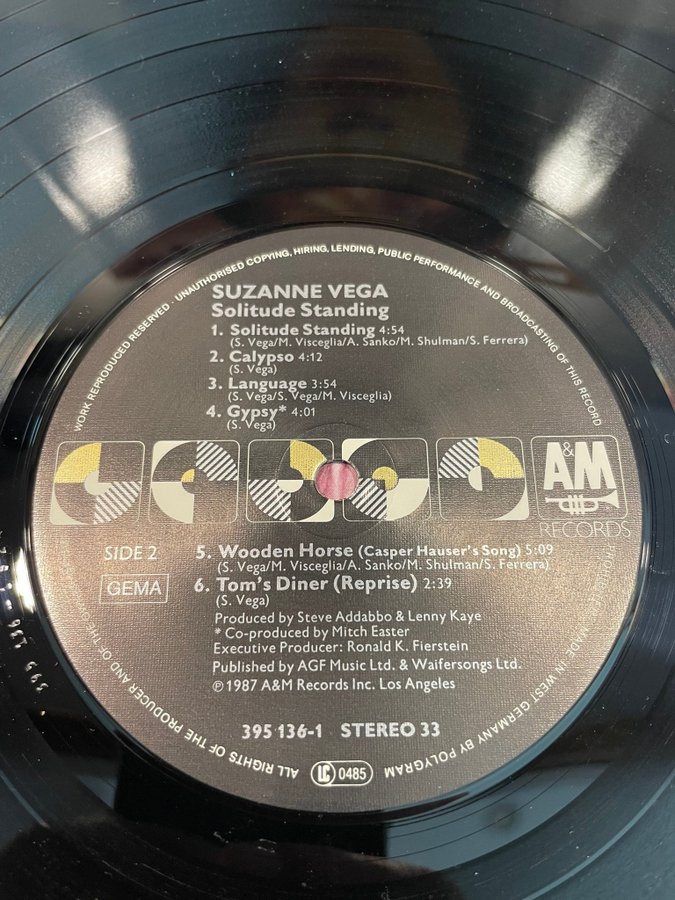 WORK REPRODUCED RESERVED · UNAUTHORISED COPYING, HIRING, LENDING, PUBLIC PERFORMANCE AND BROADCASTING OF THIS RECORD
SUZANNE VEGA
Solitude Standing
1. Solitude Standing 4:54
(S. Vega/M. Visceglia/A. Sanko/M. Shulman/S. Ferrera)
2. Calypso 4:12
(S. Vega)
3. Language 3:54
(S. Vega/S. Vega/M. Visceglia)
4. Gypsy* 4:01
(S. Vega)
A&M
RECORDS
SIDE 2
GEMA
5. Wooden Horse (Casper Hauser's Song) 5:09
(S. Vega/M. Visceglia/A. Sanko/M. Shulman/S. Ferrera)
6. Tom's Diner (Reprise) 2:39
(S. Vega)
Produced by Steve Addabbo & Lenny Kaye
* Co-produced by Mitch Easter
Executive Producer: Ronald K. Fierstein
Published by AGF Music Ltd. & Waifersongs Ltd.
℗ 1987 A&M Records Inc. Los Angeles
395 136-1 STEREO 33
LC 0485
MADE IN WEST GERMANY BY POLYGRAM
ALL RIGHTS OF THE PRODUCER AND OF THE